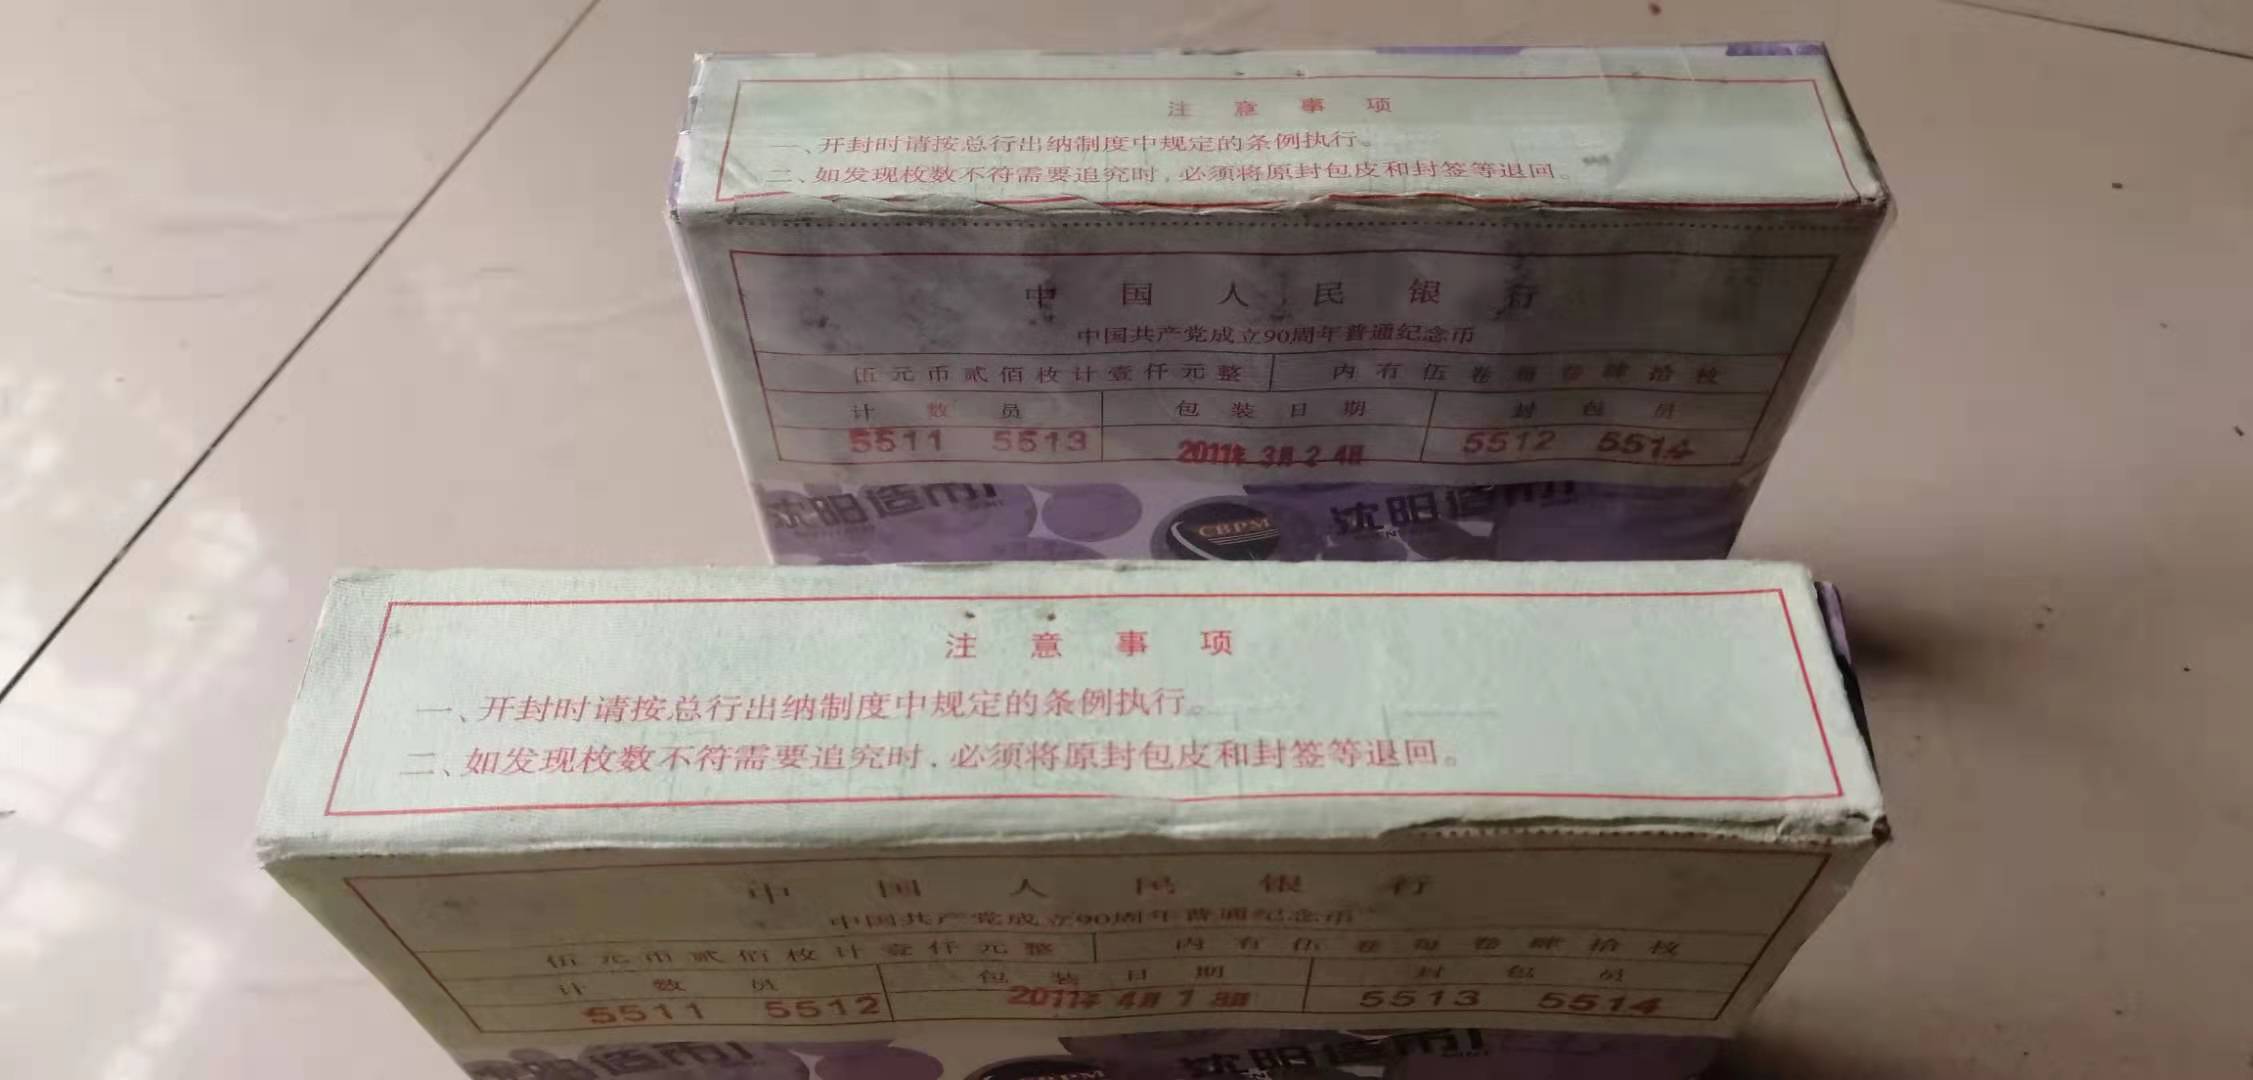 注意事项
一、开封时请按总行出纳制度中规定的条例执行。
二、如发现枚数不符需要追究时，必须将原封包皮和封签等退回。
中国人民银行
中国共产党成立90周年普通纪念币
伍元币贰佰枚计壹仟元整 内有伍卷每卷肆拾枚
计数员 包装日期 封包员
5511 5513 2011年3月24日 5512 5514
沈阳造币 CBPM 沈阳造币
注意事项
一、开封时请按总行出纳制度中规定的条例执行。
二、如发现枚数不符需要追究时，必须将原封包皮和封签等退回。
中国人民银行
中国共产党成立90周年普通纪念币
伍元币贰佰枚计壹仟元整 内有伍卷每卷肆拾枚
计数员 包装日期 封包员
5511 5512 2011年4月18日 5513 5514
沈阳造币 CBPM 沈阳造币